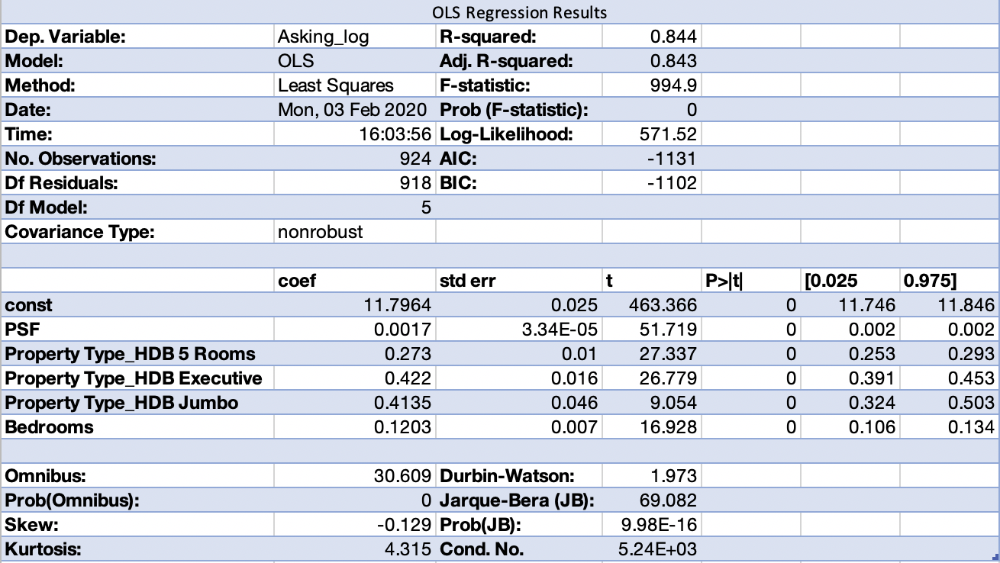 OLS Regression Results
Dep. Variable: Asking_log R-squared: 0.844
Model: OLS Adj. R-squared: 0.843
Method: Least Squares F-statistic: 994.9
Date: Mon, 03 Feb 2020 Prob (F-statistic): 0
Time: 16:03:56 Log-Likelihood: 571.52
No. Observations: 924 AIC: -1131
Df Residuals: 918 BIC: -1102
Df Model: 5
Covariance Type: nonrobust
coef std err t P>|t| [0.025 0.975]
const 11.7964 0.025 463.366 0 11.746 11.846
PSF 0.0017 3.34E-05 51.719 0 0.002 0.002
Property Type_HDB 5 Rooms 0.273 0.01 27.337 0 0.253 0.293
Property Type_HDB Executive 0.422 0.016 26.779 0 0.391 0.453
Property Type_HDB Jumbo 0.4135 0.046 9.054 0 0.324 0.503
Bedrooms 0.1203 0.007 16.928 0 0.106 0.134
Omnibus: 30.609 Durbin-Watson: 1.973
Prob(Omnibus): 0 Jarque-Bera (JB): 69.082
Skew: -0.129 Prob(JB): 9.98E-16
Kurtosis: 4.315 Cond. No. 5.24E+03